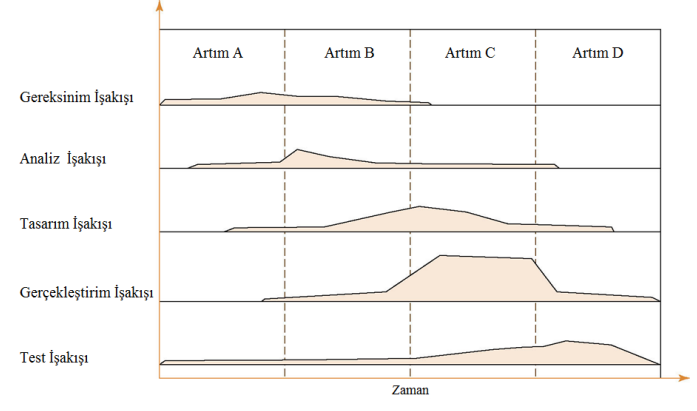 Artım A
Artım B
Artım C
Artım D
Gereksinim İşakışı
Analiz İşakışı
Tasarım İşakışı
Gerçekleştirim İşakışı
Test İşakışı
Zaman